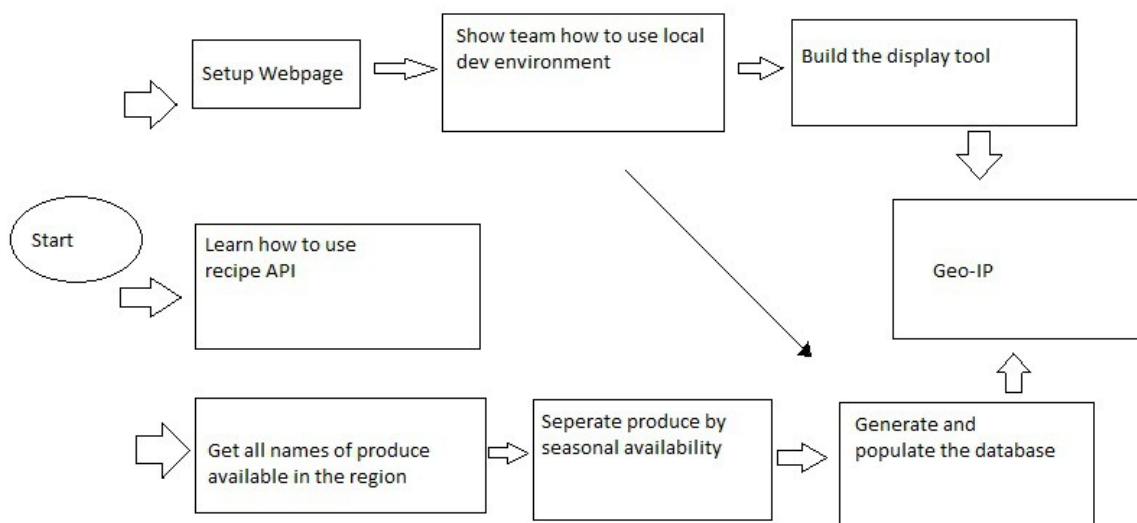 Setup Webpage
Show team how to use local
dev environment
Build the display tool
Start
Learn how to use
recipe API
Geo-IP
Get all names of produce
available in the region
Seperate produce by
seasonal availability
Generate and
populate the database